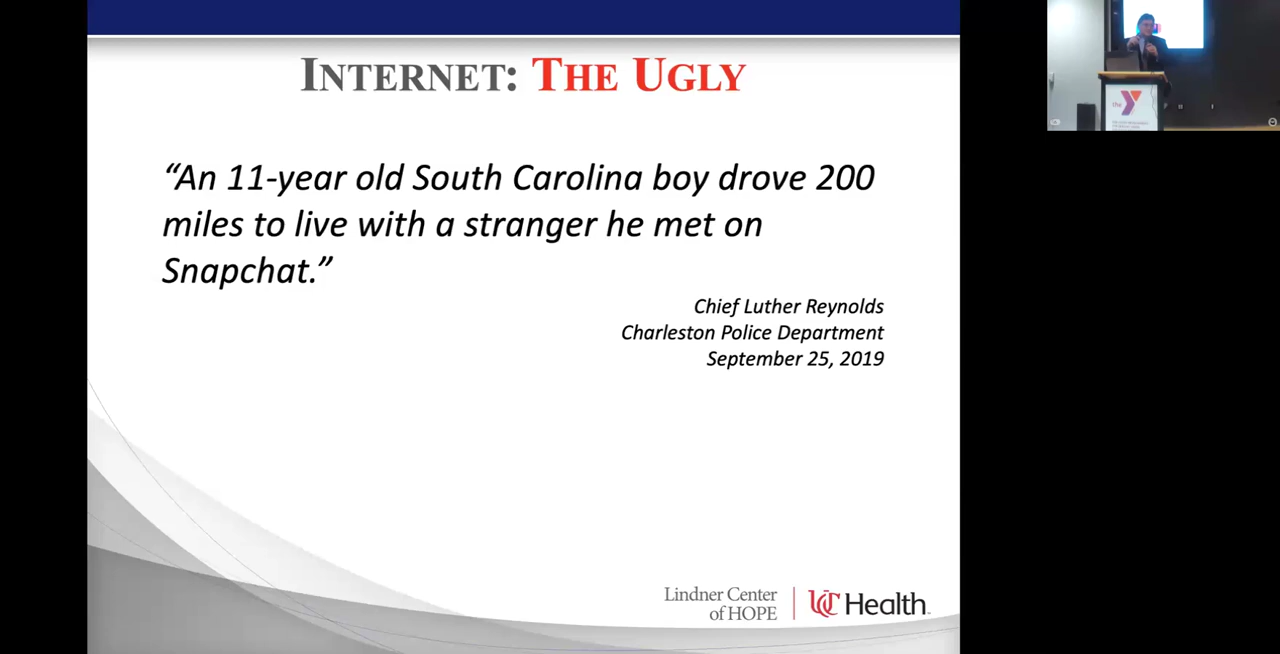 INTERNET: THE UGLY
“An 11-year old South Carolina boy drove 200
miles to live with a stranger he met on
Snapchat.”
Chief Luther Reynolds
Charleston Police Department
September 25, 2019
Lindner Center
of HOPE
UC Health
the Y